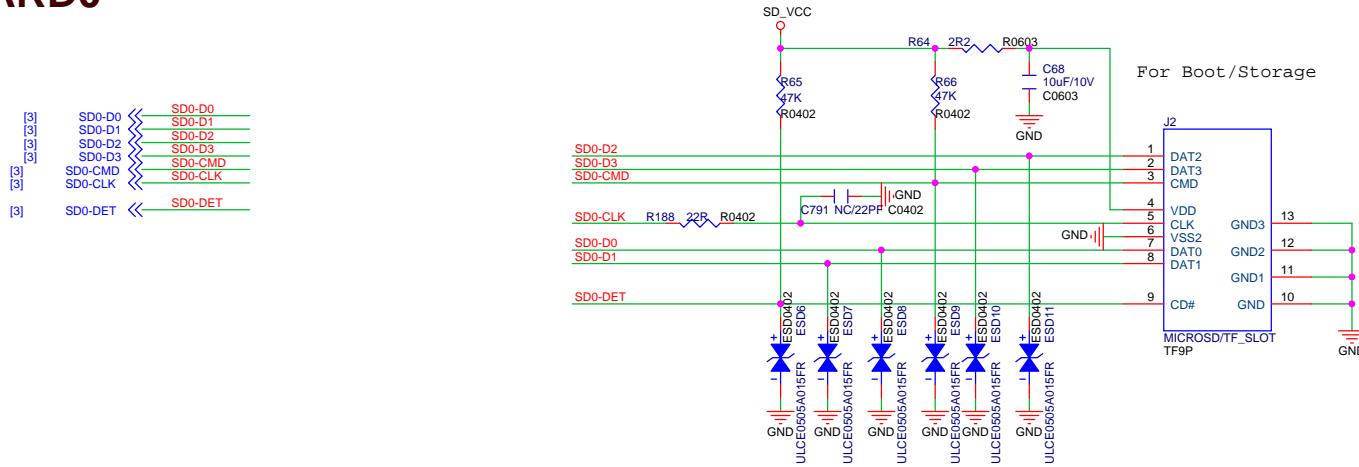 SD_VCC
R64 2R2 R0603
For Boot/Storage
R65
47K
R0402
R66
47K
R0402
C68
10uF/10V
C0603
GND
[3] SD0-D0 SD0-D0
[3] SD0-D1 SD0-D1
[3] SD0-D2 SD0-D2
[3] SD0-D3 SD0-D3
[3] SD0-CMD SD0-CMD
[3] SD0-CLK SD0-CLK
[3] SD0-DET SD0-DET
J2
SD0-D2 1 DAT2
SD0-D3 2 DAT3
SD0-CMD 3 CMD
GND
C791 NC/22PF C0402
4 VDD
SD0-CLK R188 22R R0402 5 CLK GND3 13
GND 6 VSS2
SD0-D0 7 DAT0 GND2 12
SD0-D1 8 DAT1
GND1 11
SD0-DET 9 CD# GND 10
MICROSD/TF_SLOT
TF9P
GND
ESD0402 ESD6
ESD0402 ESD7
ESD0402 ESD8
ESD0402 ESD9
ESD0402 ESD10
ESD0402 ESD11
+ + + + + +
- - - - - -
ULCE0505A015FR
ULCE0505A015FR
ULCE0505A015FR
ULCE0505A015FR
ULCE0505A015FR
ULCE0505A015FR
GND GND GND GND GND GND